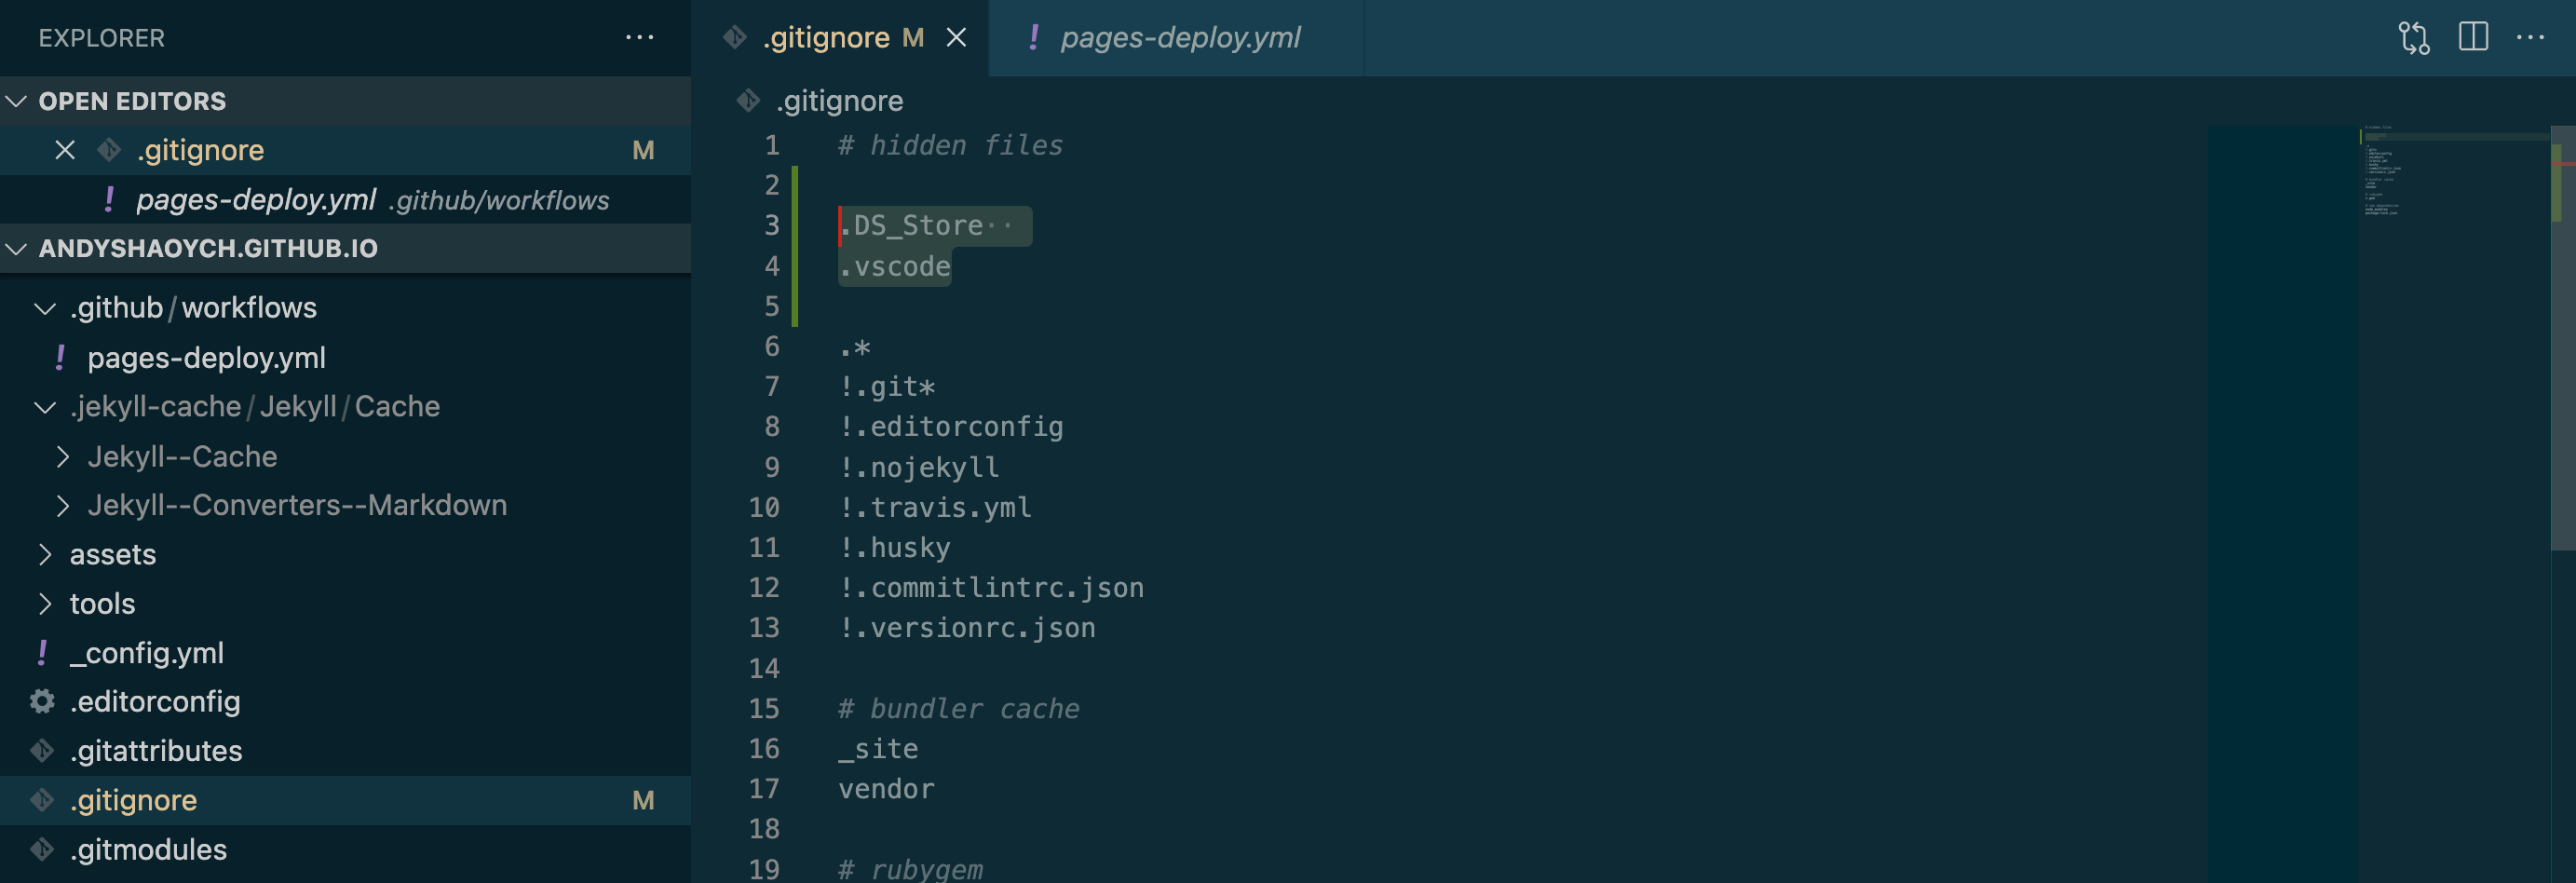 EXPLORER
OPEN EDITORS
.gitignore M
! pages-deploy.yml .github/workflows
ANDYSHAOYCH.GITHUB.IO
.github/workflows
! pages-deploy.yml
.jekyll-cache/Jekyll/Cache
Jekyll--Cache
Jekyll--Converters--Markdown
assets
tools
! _config.yml
.editorconfig
.gitattributes
.gitignore M
.gitmodules
.gitignore M
! pages-deploy.yml
.gitignore
1 # hidden files
2
3 .DS_Store
4 .vscode
5
6 .*
7 !.git*
8 !.editorconfig
9 !.nojekyll
10 !.travis.yml
11 !.husky
12 !.commitlintrc.json
13 !.versionrc.json
14
15 # bundler cache
16 _site
17 vendor
18
19 # rubygem